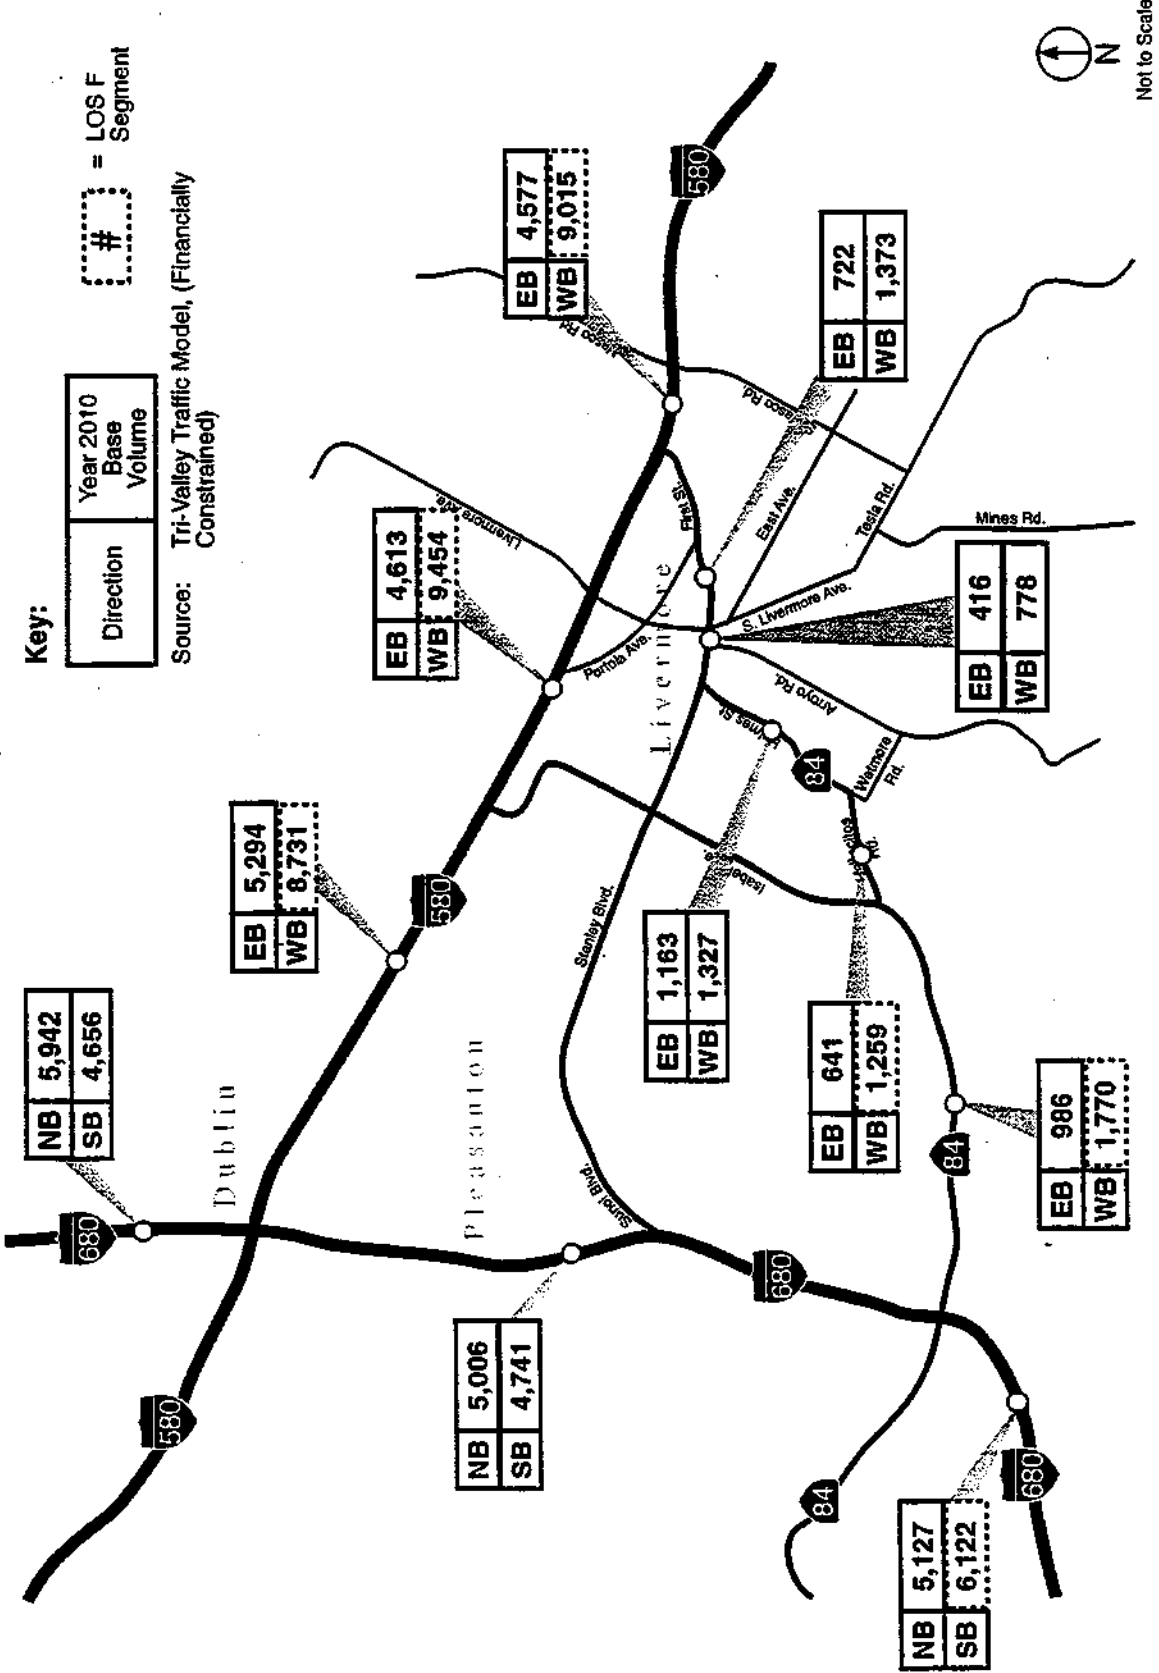 Key:
Direction
Year 2010
Base
Volume
# = LOS F
Segment
Source: Tri-Valley Traffic Model, (Financially
Constrained)
NB 5,942
SB 4,656
EB 5,294
WB 8,731
EB 4,613
WB 9,454
EB 4,577
WB 9,015
580
680
Dublin
580
580
Livermore Ave.
Vasco Rd.
Portola Ave.
First St.
Livermore
Vasco Rd.
East Ave.
EB 722
WB 1,373
Pleasanton
NB 5,006
SB 4,741
Sunol Blvd.
Stanley Blvd.
Holmes St.
S. Livermore Ave.
Tesla Rd.
Mines Rd.
Arroyo Rd.
EB 416
WB 778
EB 1,163
WB 1,327
84
Wetmore
Rd.
Rd.
EB 641
WB 1,259
680
84
EB 986
WB 1,770
84
NB 5,127
SB 6,122
680
N
Not to Scale